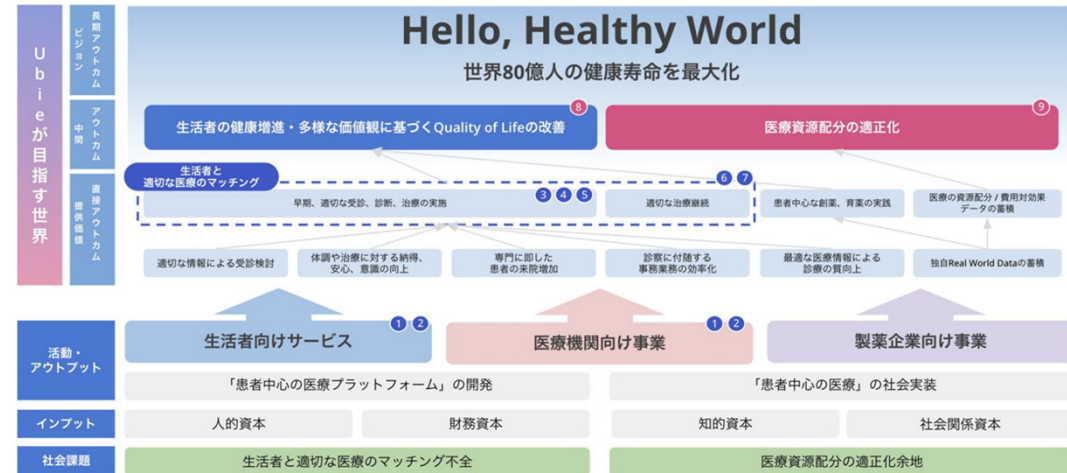 Ubieが目指す世界
長期アウトカム
ビジョン
Hello, Healthy World
世界80億人の健康寿命を最大化
アウトカム
中間
生活者の健康増進・多様な価値観に基づくQuality of Lifeの改善
8
医療資源配分の適正化
9
生活者と
適切な医療のマッチング
直接アウトカム
提供価値
早期、適切な受診、診断、治療の実施
3 4 5
適切な治療継続
6 7
患者中心な創薬、育薬の実践
医療の資源配分 / 費用対効果
データの蓄積
適切な情報による受診検討
体調や治療に対する納得、
安心、意識の向上
専門に即した
患者の来院増加
診察に付随する
事務業務の効率化
最適な医療情報による
診療の質向上
独自Real World Dataの蓄積
活動・
アウトプット
生活者向けサービス
1 2
医療機関向け事業
1 2
製薬企業向け事業
「患者中心の医療プラットフォーム」の開発
「患者中心の医療」の社会実装
インプット
人的資本
財務資本
知的資本
社会関係資本
社会課題
生活者と適切な医療のマッチング不全
医療資源配分の適正化余地